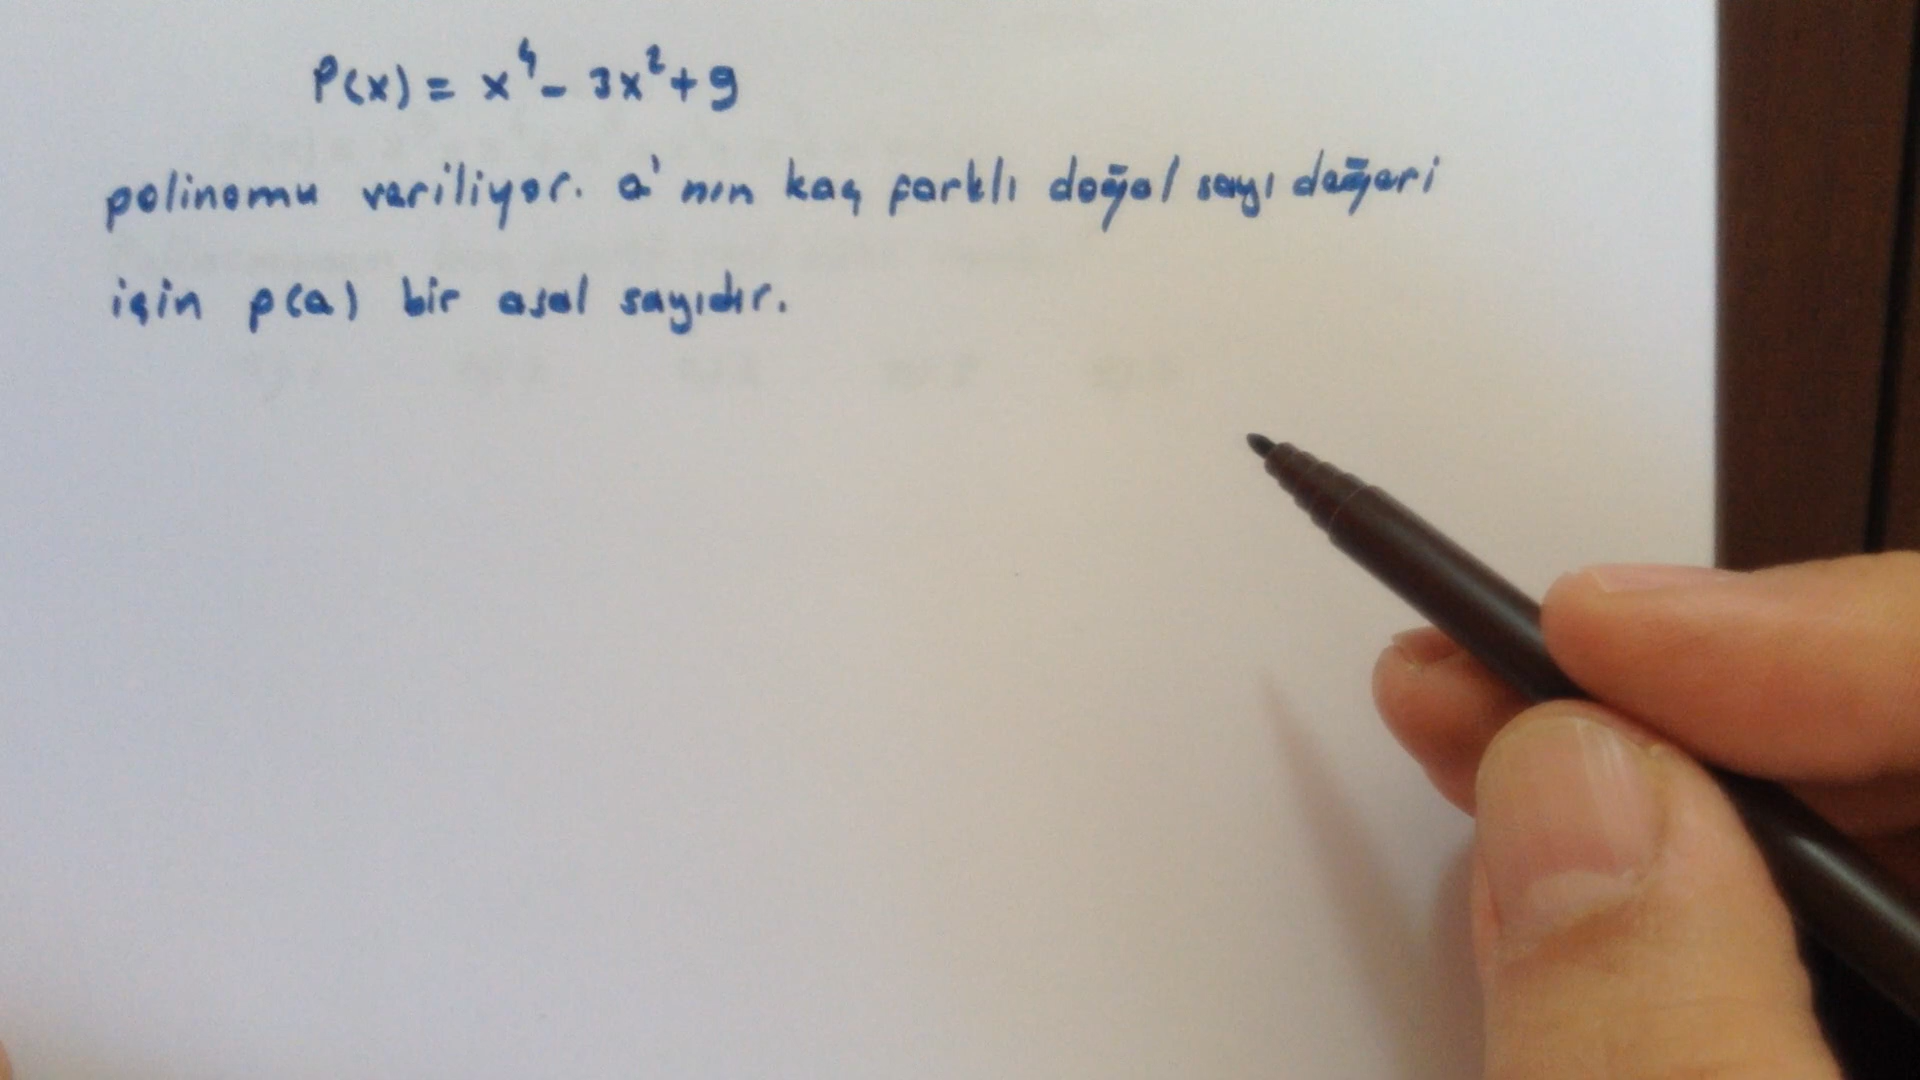 P(x) = x⁴ - 3x² + 9
polinomu veriliyor. a'nın kaç farklı doğal sayı değeri
için p(a) bir asal sayıdır.